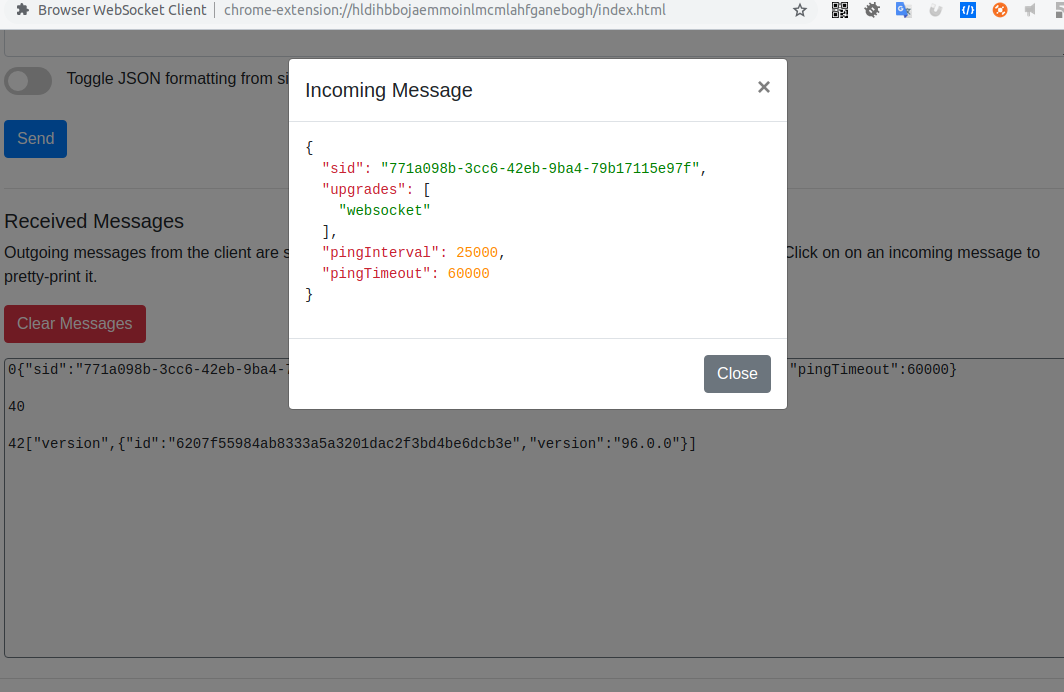 Browser WebSocket Client | chrome-extension://hldihbbojaemmoinlmcmlahfganebogh/index.html
Toggle JSON formatting from si
Send
Incoming Message
×
{
"sid": "771a098b-3cc6-42eb-9ba4-79b17115e97f",
"upgrades": [
"websocket"
],
"pingInterval": 25000,
"pingTimeout": 60000
}
Close
Received Messages
Outgoing messages from the client are s Click on on an incoming message to
pretty-print it.
Clear Messages
0{"sid":"771a098b-3cc6-42eb-9ba4-7 "pingTimeout":60000}
40
42["version",{"id":"6207f55984ab8333a5a3201dac2f3bd4be6dcb3e","version":"96.0.0"}]